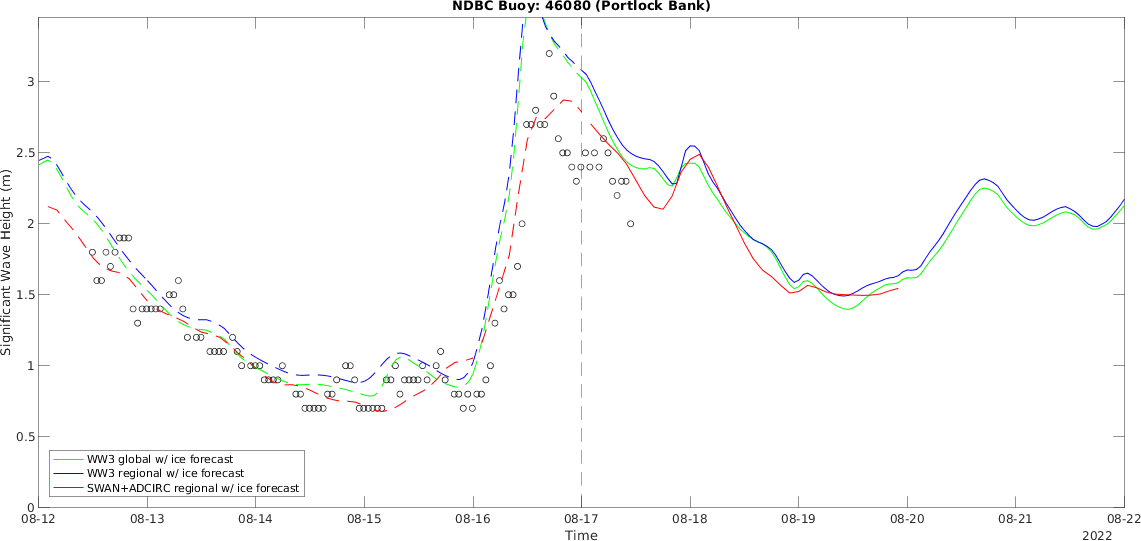 NDBC Buoy: 46080 (Portlock Bank)
Significant Wave Height (m)
3
2.5
2
1.5
1
0.5
0
WW3 global w/ ice forecast
WW3 regional w/ ice forecast
SWAN+ADCIRC regional w/ ice forecast
08-12 08-13 08-14 08-15 08-16 08-17 08-18 08-19 08-20 08-21 08-22
Time
2022